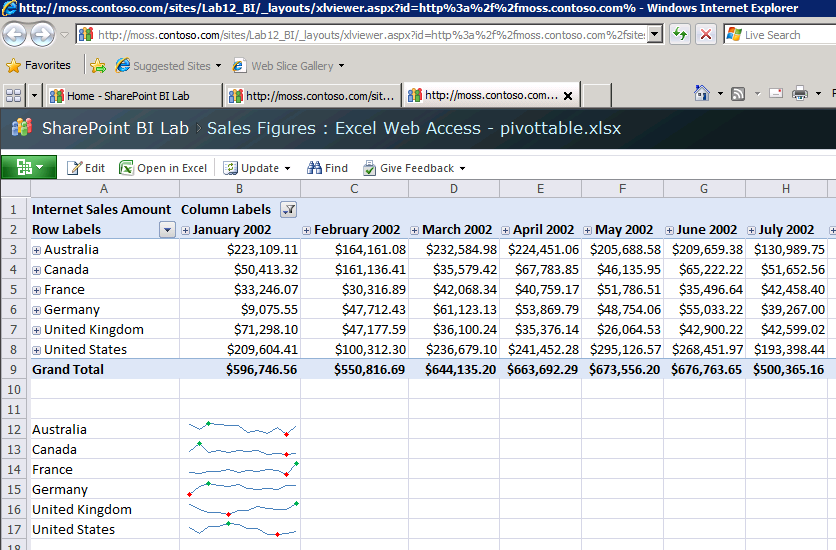 http://moss.contoso.com/sites/Lab12_BI/_layouts/xlviewer.aspx?id=http%3a%2f%2fmoss.contoso.com% - Windows Internet Explorer
http://moss.contoso.com/sites/Lab12_BI/_layouts/xlviewer.aspx?id=http%3a%2f%2fmoss.contoso.com%2fsite: Live Search
Favorites Suggested Sites Web Slice Gallery
Home - SharePoint BI Lab http://moss.contoso.com/sit... http://moss.contoso.com...
SharePoint BI Lab Sales Figures : Excel Web Access - pivottable.xlsx
Edit Open in Excel Update Find Give Feedback
A B C D E F G H
1 Internet Sales Amount Column Labels
2 Row Labels January 2002 February 2002 March 2002 April 2002 May 2002 June 2002 July 2002
3 Australia $223,109.11 $164,161.08 $232,584.98 $224,451.06 $205,688.58 $209,659.38 $130,989.75
4 Canada $50,413.32 $161,136.41 $35,579.42 $67,783.85 $46,135.95 $65,222.22 $51,652.56
5 France $33,246.07 $30,316.89 $42,068.34 $40,759.17 $51,786.51 $35,496.64 $42,458.40
6 Germany $9,075.55 $47,712.43 $61,123.13 $53,869.79 $48,754.06 $55,033.22 $39,267.00
7 United Kingdom $71,298.10 $47,177.59 $36,100.24 $35,376.14 $26,064.53 $42,900.22 $42,599.02
8 United States $209,604.41 $100,312.30 $236,679.10 $241,452.28 $295,126.57 $268,451.97 $193,398.44
9 Grand Total $596,746.56 $550,816.69 $644,135.20 $663,692.29 $673,556.20 $676,763.65 $500,365.16
10
11
12 Australia
13 Canada
14 France
15 Germany
16 United Kingdom
17 United States
18